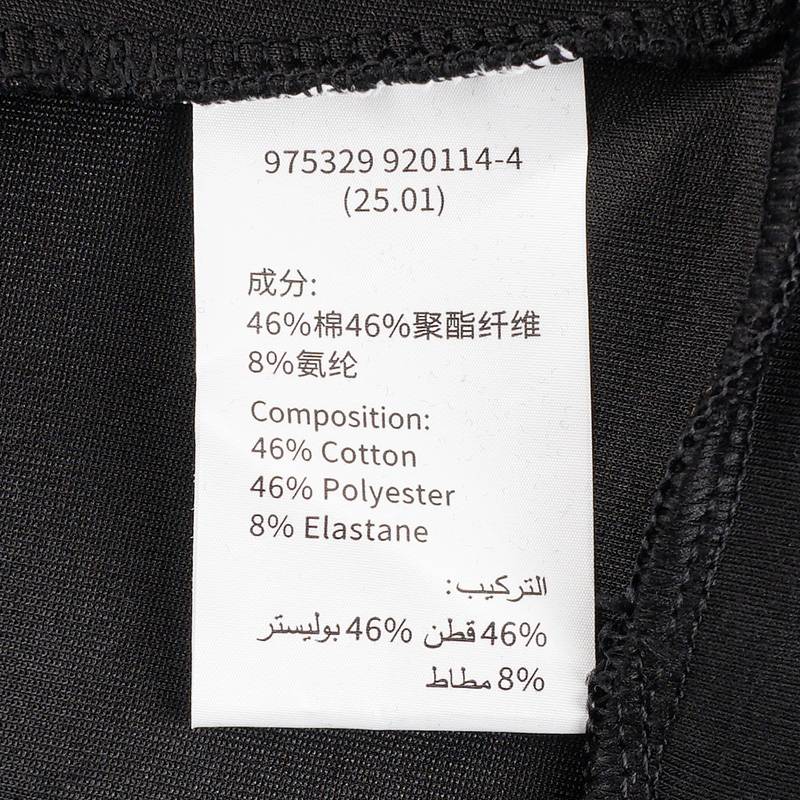 975329 920114-4
(25.01)
成分:
46%棉46%聚酯纤维
8%氨纶
Composition:
46% Cotton
46% Polyester
8% Elastane
التركيب:
46% قطن 46% بوليستر
8% مطاط